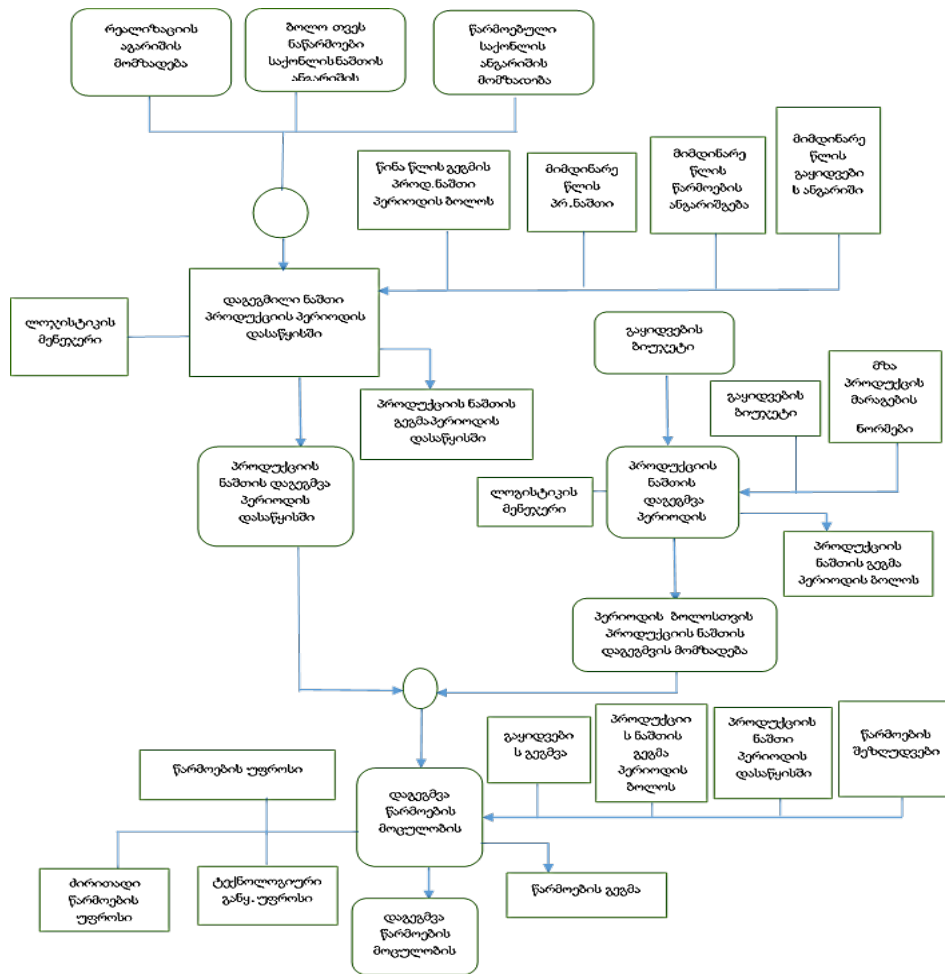 რეალიზაციის
აგარიშის
მომზადება
ბოლო თვეს
ნაწარმოები
საქონლის ნაშთის
ანგარიშის
წარმოებული
საქონლის
ანგარიშის
მომზადება
წინა წლის გეგმის
პროდ.ნაშთი
პერიოდის ბოლოს
მიმდინარე
წლის
პრ.ნაშთი
მიმდინარე
წლის
წარმოების
ანგარიშგება
მიმდინარე
წლის
გაყიდვები
ს ანგარიში
დაგეგმილი ნაშთი
პროდუქციის პერიოდის
დასაწყისში
ლოჯისტიკის
მენეჯერი
პროდუქციის ნაშთის
გეგმაპერიოდის
დასაწყისში
გაყიდვების
ბიუჯეტი
გაყიდვების
ბიუჯეტი
მზა
პროდუქციის
მარაგების
ნორმები
პროდუქციის
ნაშთის დაგეგმვა
პერიოდის
დასაწყისში
ლოგისტიკის
მენეჯერი
პროდუქციის
ნაშთის
დაგეგმვა
პერიოდის
პროდუქციის
ნაშთის გეგმა
პერიოდის ბოლოს
პერიოდის ბოლოსთვის
პროდუქციის ნაშთის
დაგეგმვის მომზადება
გაყიდვები
ს გეგმვა
პროდუქციი
ს ნაშთის
გეგმა
პერიოდის
ბოლოს
პროდუქციის
ნაშთი
პერიოდის
დასაწყისში
წარმოების
შეზღუდვები
წარმოების უფროსი
დაგეგმვა
წარმოების
მოცულობის
ძირითადი
წარმოების
უფროსი
ტექნოლოგიური
განყ.უფროსი
წარმოების გეგმა
დაგეგმვა
წარმოების
მოცულობის